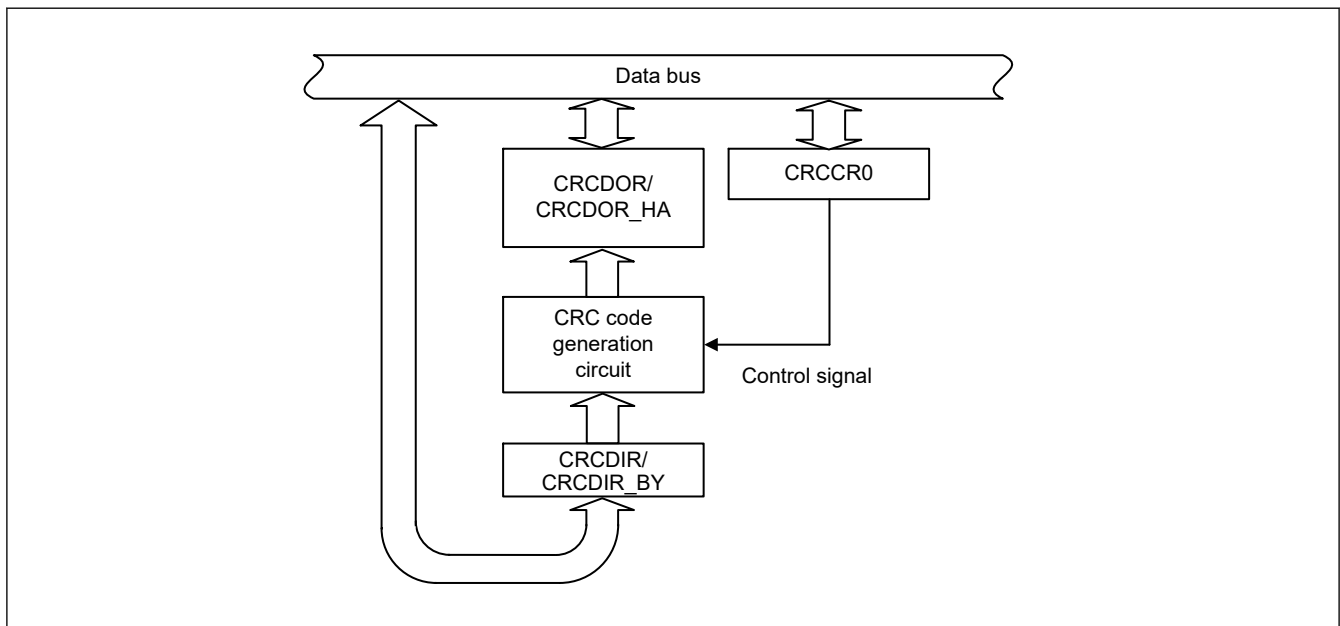 Data bus
CRCDOR/
CRCDOR_HA
CRCCR0
CRC code
generation
circuit
Control signal
CRCDIR/
CRCDIR_BY